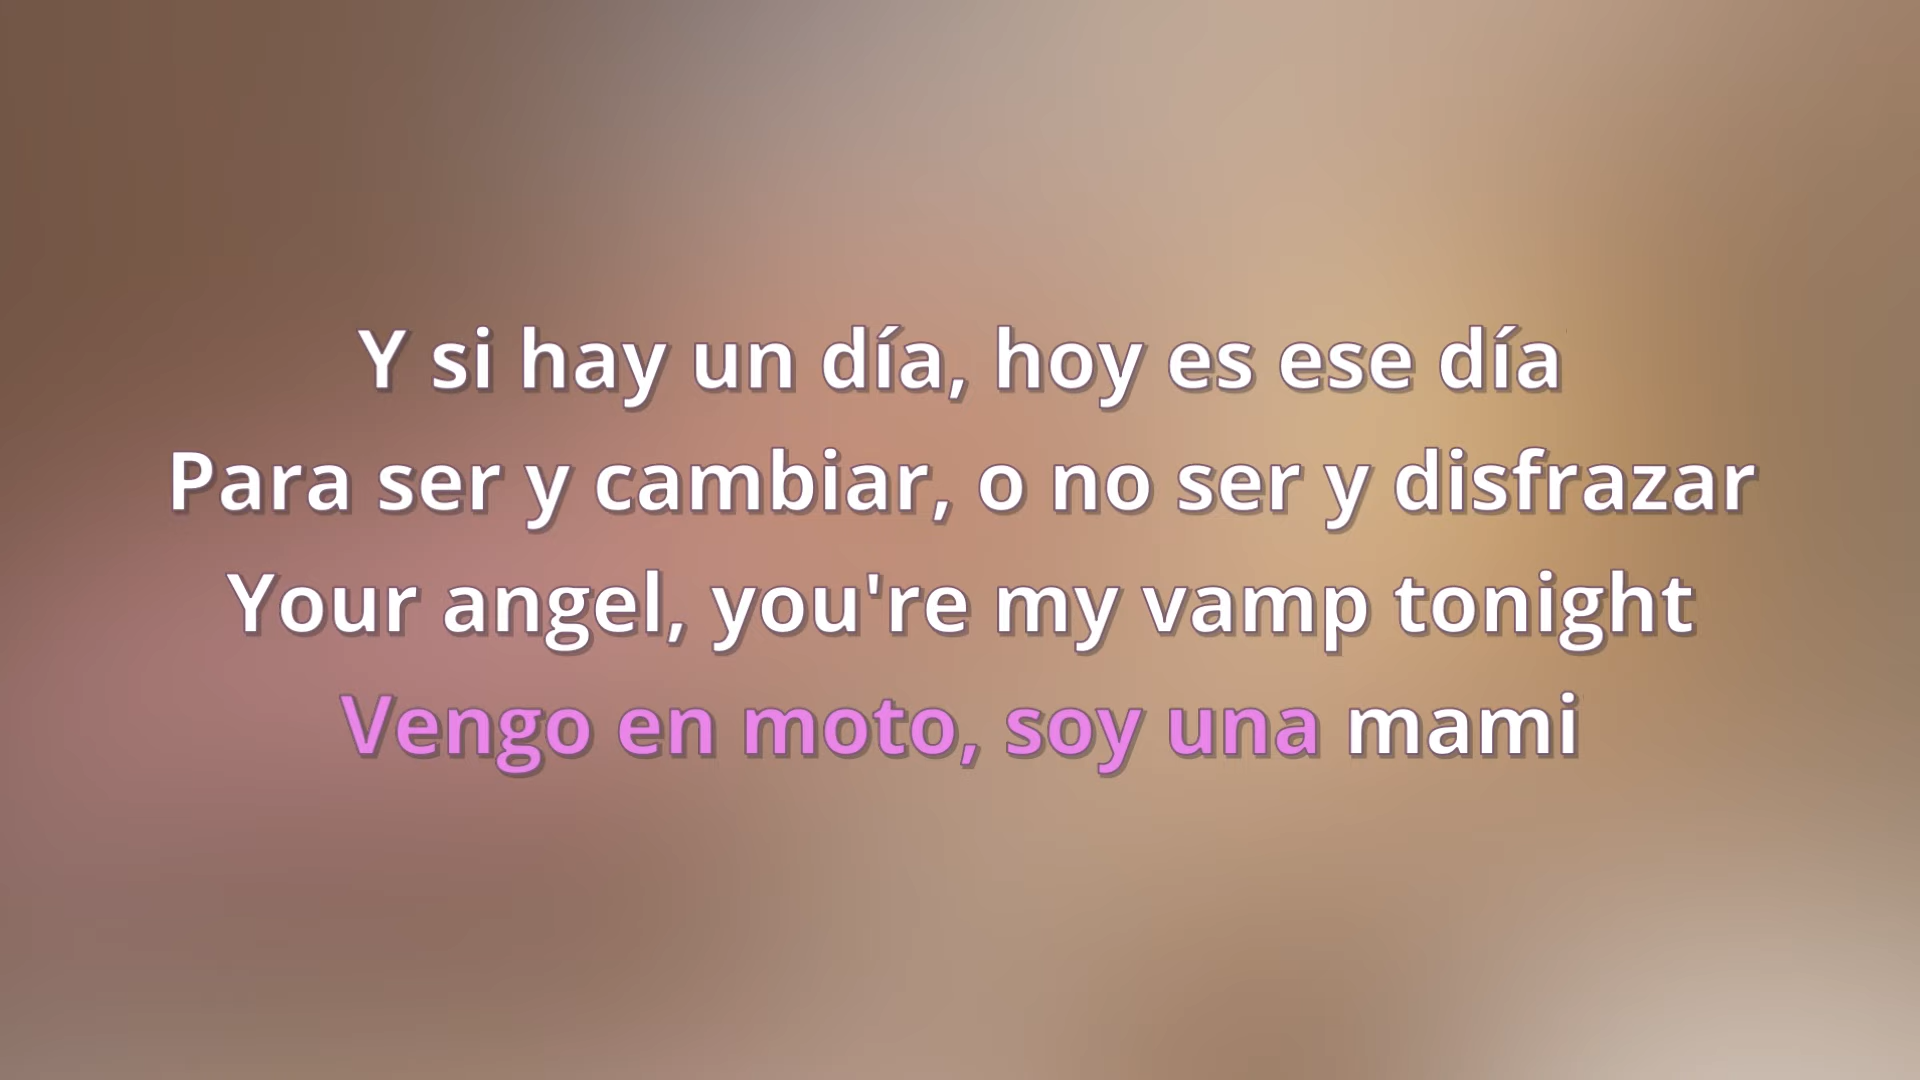 Y si hay un día, hoy es ese día
Para ser y cambiar, o no ser y disfrazar
Your angel, you're my vamp tonight
Vengo en moto, soy una mami